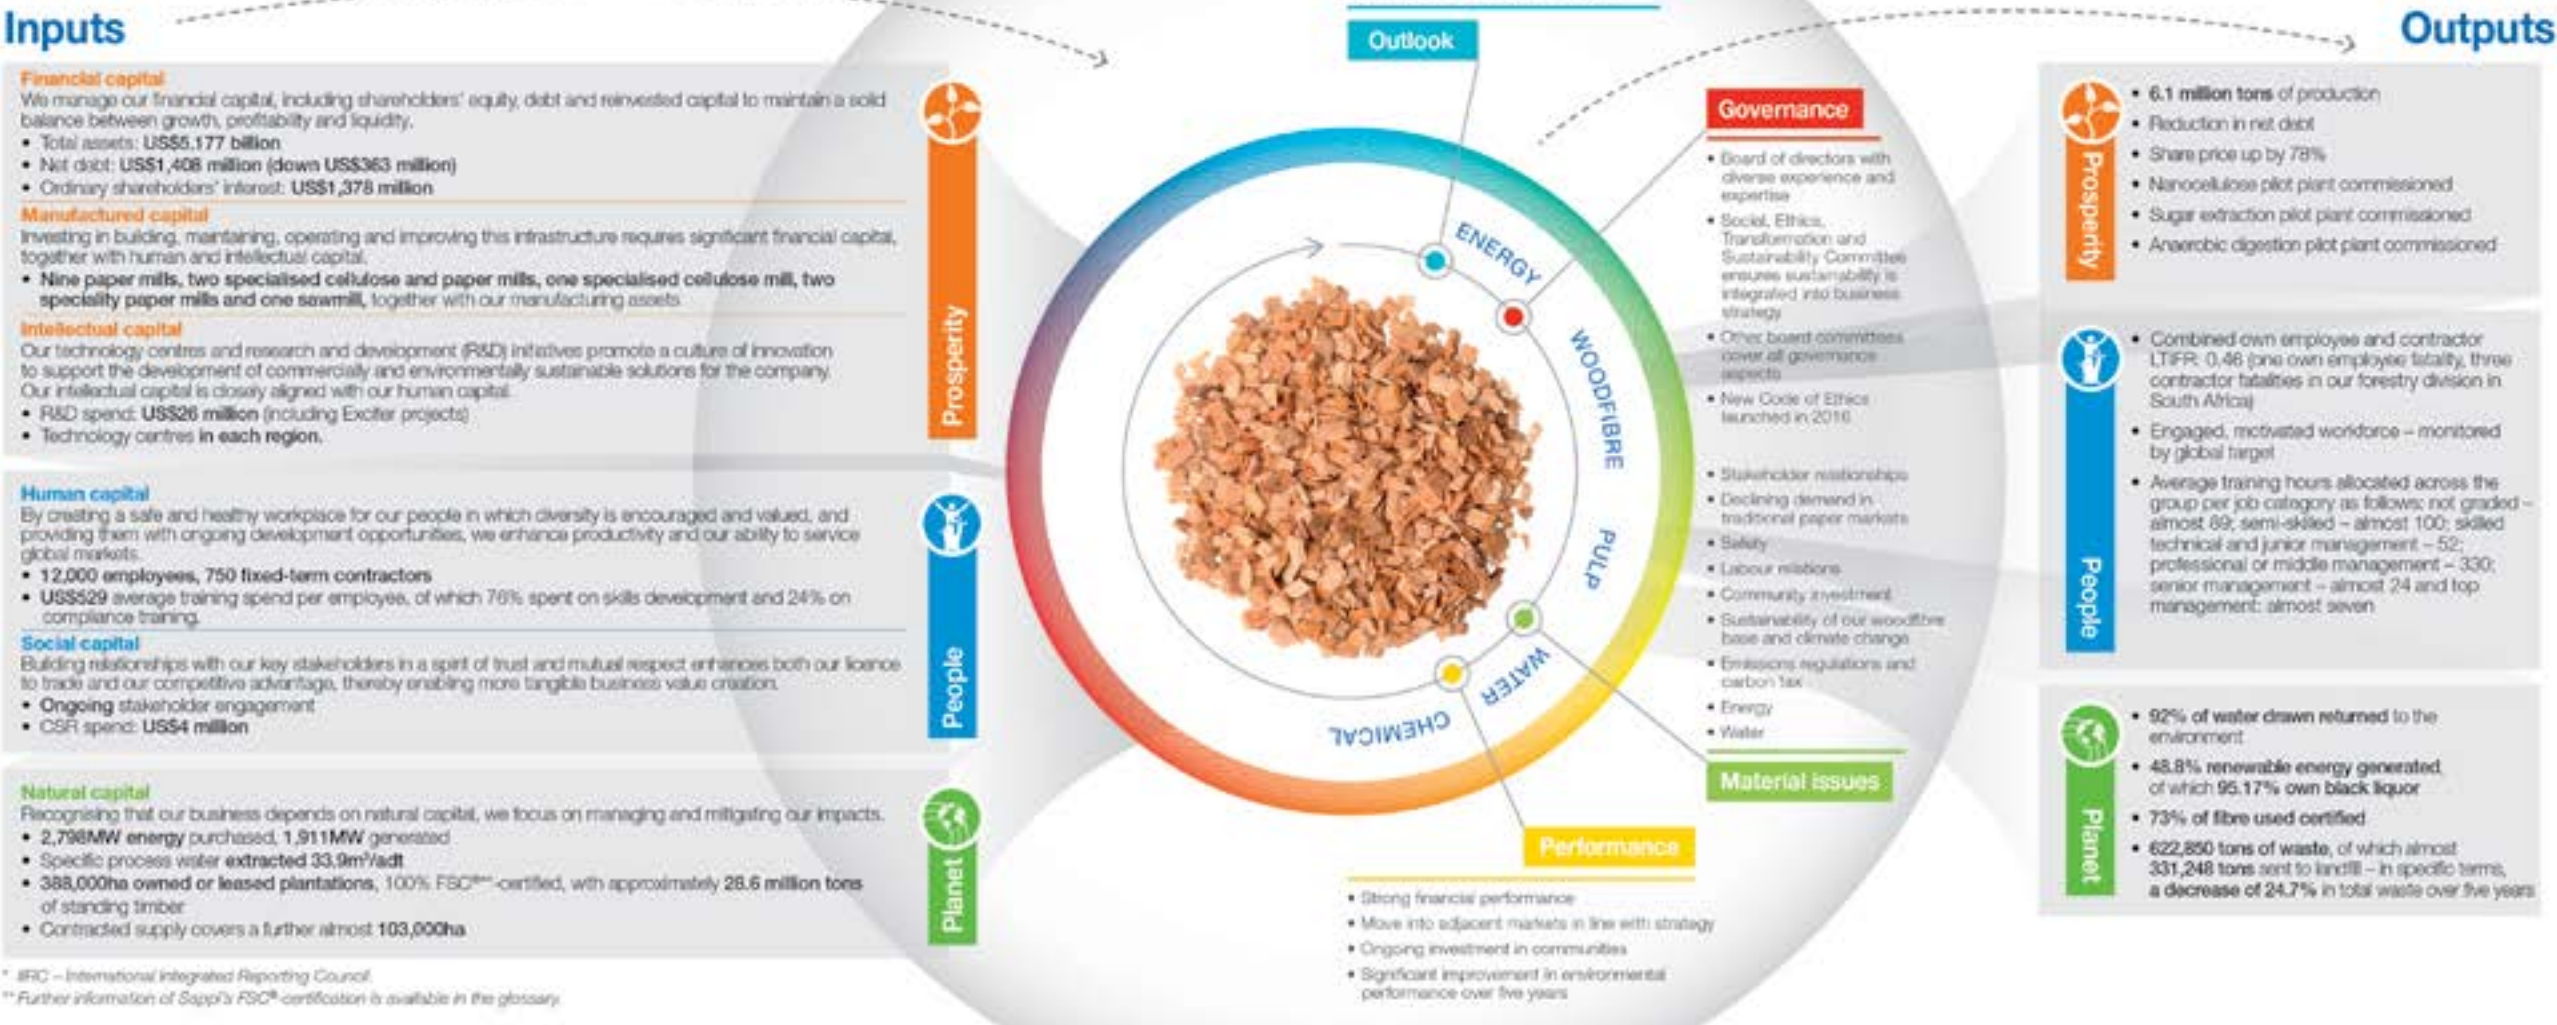 Inputs
Financial capital
We manage our financial capital, including shareholders' equity, debt and reinvested capital to maintain a solid
balance between growth, profitability and liquidity.
• Total assets: US$5.177 billion
• Net debt: US$1,408 million (down US$363 million)
• Ordinary shareholders' interest: US$1,378 million
Manufactured capital
Investing in building, maintaining, operating and improving this infrastructure requires significant financial capital,
together with human and intellectual capital.
• Nine paper mills, two specialised cellulose and paper mills, one specialised cellulose mill, two
speciality paper mills and one sawmill, together with our manufacturing assets
Intellectual capital
Our technology centres and research and development (R&D) initiatives promote a culture of innovation
to support the development of commercially and environmentally sustainable solutions for the company.
Our intellectual capital is closely aligned with our human capital.
• R&D spend: US$26 million (including Exciter projects)
• Technology centres in each region.
Prosperity
Human capital
By creating a safe and healthy workplace for our people in which diversity is encouraged and valued, and
providing them with ongoing development opportunities, we enhance productivity and our ability to service
global markets.
• 12,000 employees, 750 fixed-term contractors
• US$529 average training spend per employee, of which 76% spent on skills development and 24% on
compliance training.
Social capital
Building relationships with our key stakeholders in a spirit of trust and mutual respect enhances both our licence
to trade and our competitive advantage, thereby enabling more tangible business value creation.
• Ongoing stakeholder engagement
• CSR spend: US$4 million
People
Natural capital
Recognising that our business depends on natural capital, we focus on managing and mitigating our impacts.
• 2,798MW energy purchased, 1,911MW generated
• Specific process water extracted 33.9m³/adt
• 388,000ha owned or leased plantations, 100% FSC®**-certified, with approximately 28.6 million tons
of standing timber
• Contracted supply covers a further almost 103,000ha
Planet
* IIRC – International Integrated Reporting Council.
** Further information of Sappi's FSC®-certification is available in the glossary.
Outlook
ENERGY
WOODFIBRE
PULP
WATER
CHEMICAL
Governance
• Board of directors with
diverse experience and
expertise
• Social, Ethics,
Transformation and
Sustainability Committee
ensures sustainability is
integrated into business
strategy
• Other board committees
cover all governance
aspects
• New Code of Ethics
launched in 2016
• Stakeholder relationships
• Declining demand in
traditional paper markets
• Safety
• Labour relations
• Community investment
• Sustainability of our woodfibre
base and climate change
• Emissions regulations and
carbon tax
• Energy
• Water
Material issues
Performance
• Strong financial performance
• Move into adjacent markets in line with strategy
• Ongoing investment in communities
• Significant improvement in environmental
performance over five years
Outputs
Prosperity
• 6.1 million tons of production
• Reduction in net debt
• Share price up by 78%
• Nanocellulose pilot plant commissioned
• Sugar extraction pilot plant commissioned
• Anaerobic digestion pilot plant commissioned
People
• Combined own employee and contractor
LTIFR: 0.46 (one own employee fatality, three
contractor fatalities in our forestry division in
South Africa)
• Engaged, motivated workforce – monitored
by global target
• Average training hours allocated across the
group per job category as follows: not graded –
almost 89; semi-skilled – almost 100; skilled
technical and junior management – 52;
professional or middle management – 330;
senior management – almost 24 and top
management: almost seven
Planet
• 92% of water drawn returned to the
environment
• 48.8% renewable energy generated,
of which 95.17% own black liquor
• 73% of fibre used certified
• 622,850 tons of waste, of which almost
331,248 tons sent to landfill – in specific terms,
a decrease of 24.7% in total waste over five years